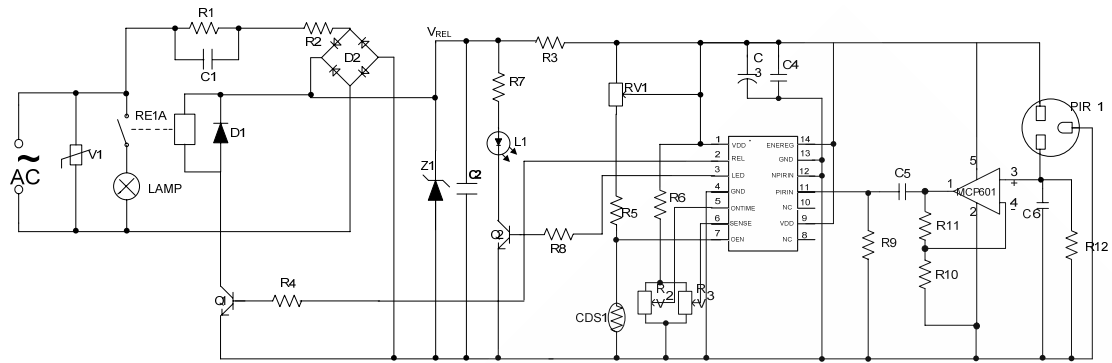 R1
R2
C1
D2
VREL
R3
R7
RV1
C
3
C4
PIR 1
AC
~
V1
RE1A
D1
LAMP
Z1
C2
L1
R6
R5
Q2
R8
1
2
3
4
5
6
7
VDD
REL
LED
GND
ONTIME
SENSE
OEN
ENEREG
GND
NPIRIN
PIRIN
NC
VDD
NC
14
13
12
11
10
9
8
C5
1
5
MCP601
2
3
+
4
-
C6
R11
R10
R9
R12
Q1
R4
CDS1
R
V
2
R
V
3